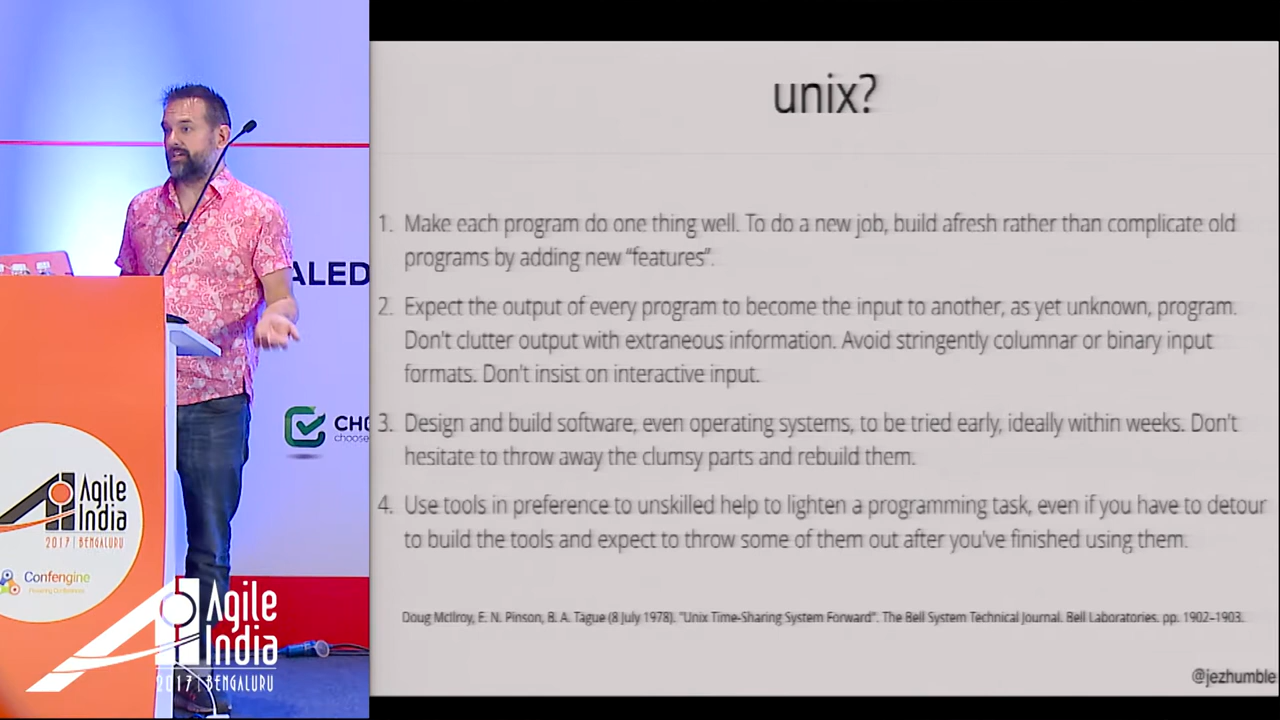 unix?
1. Make each program do one thing well. To do a new job, build afresh rather than complicate old
programs by adding new “features”.
2. Expect the output of every program to become the input to another, as yet unknown, program.
Don't clutter output with extraneous information. Avoid stringently columnar or binary input
formats. Don't insist on interactive input.
3. Design and build software, even operating systems, to be tried early, ideally within weeks. Don't
hesitate to throw away the clumsy parts and rebuild them.
4. Use tools in preference to unskilled help to lighten a programming task, even if you have to detour
to build the tools and expect to throw some of them out after you've finished using them.
Doug McIlroy, E. N. Pinson, B. A. Tague (8 July 1978). "Unix Time-Sharing System Forward". The Bell System Technical Journal. Bell Laboratories. pp. 1902–1903.
@jezhumble
ALED
CHO
choose
Agile
India
2017 | BENGALURU
Confengine
Agile
India
2017 | BENGALURU